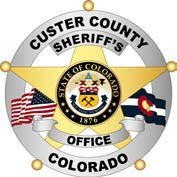 CUSTER COUNTY
SHERIFF'S
STATE OF COLORADO
1876
OFFICE
COLORADO